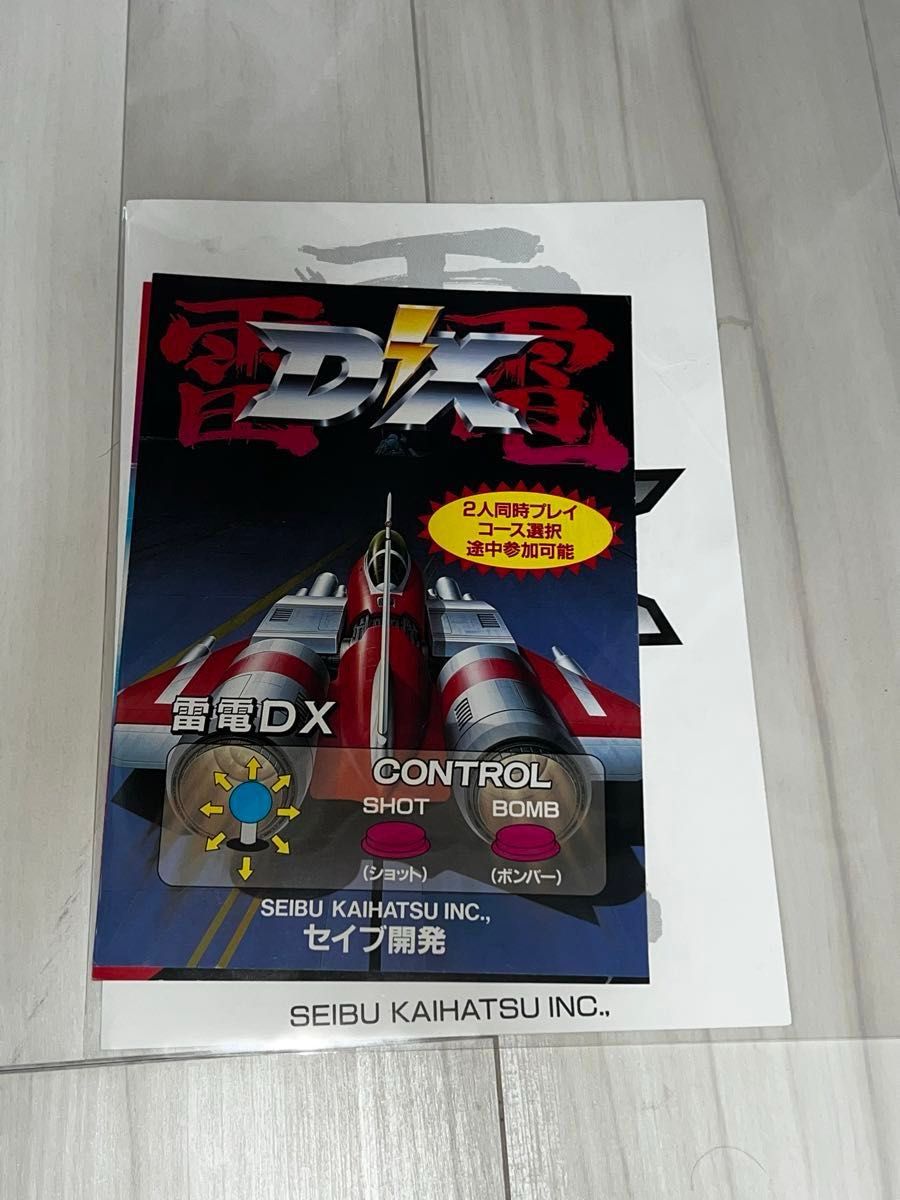 雷電
DX
2人同時プレイ
コース選択
途中参加可能
雷電DX
CONTROL
SHOT
BOMB
(ショット)
(ボンバー)
SEIBU KAIHATSU INC.,
セイブ開発
SEIBU KAIHATSU INC.,